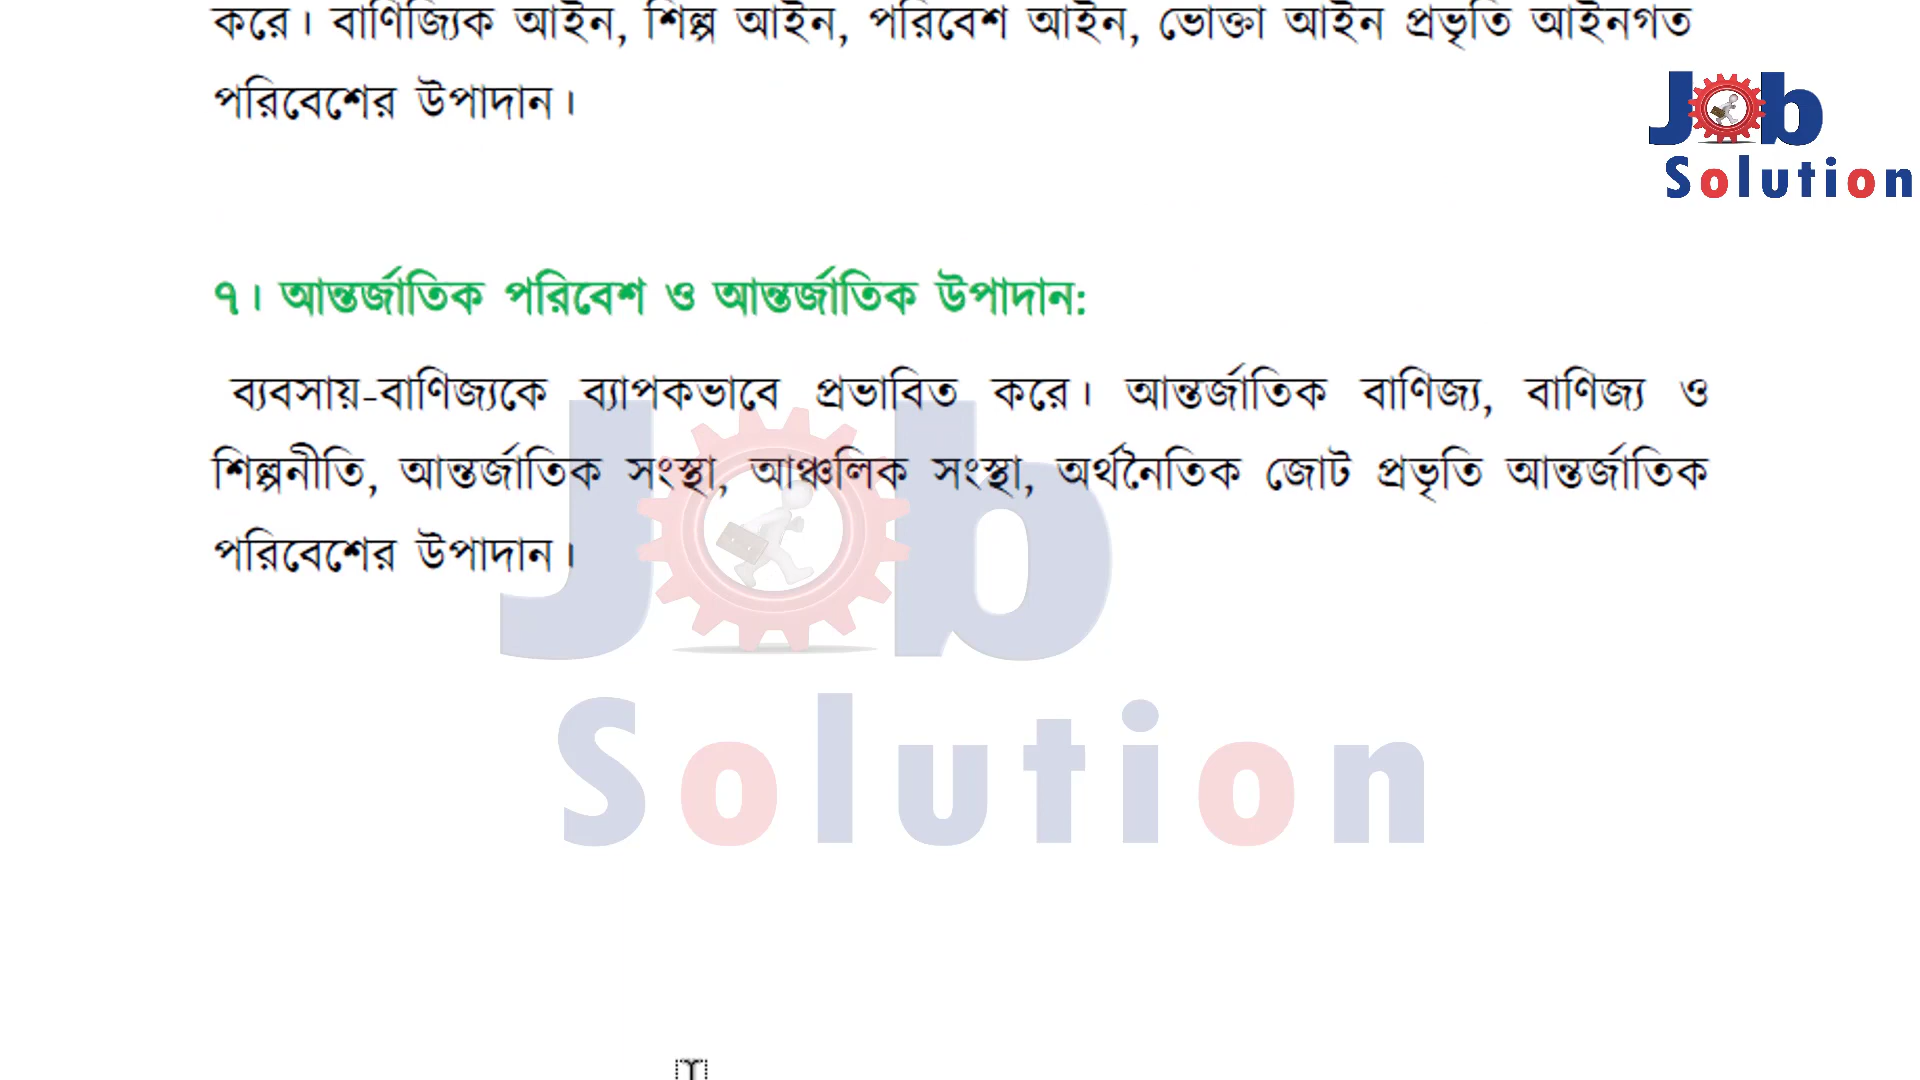 করে। বাণিজ্যিক আইন, শিল্প আইন, পরিবেশ আইন, ভোক্তা আইন প্রভৃতি আইনগত
পরিবেশের উপাদান।
Job
Solution
৭। আন্তর্জাতিক পরিবেশ ও আন্তর্জাতিক উপাদান:
ব্যবসায়-বাণিজ্যকে ব্যাপকভাবে প্রভাবিত করে। আন্তর্জাতিক বাণিজ্য, বাণিজ্য ও
শিল্পনীতি, আন্তর্জাতিক সংস্থা, আঞ্চলিক সংস্থা, অর্থনৈতিক জোট প্রভৃতি আন্তর্জাতিক
পরিবেশের উপাদান।
Job
Solution